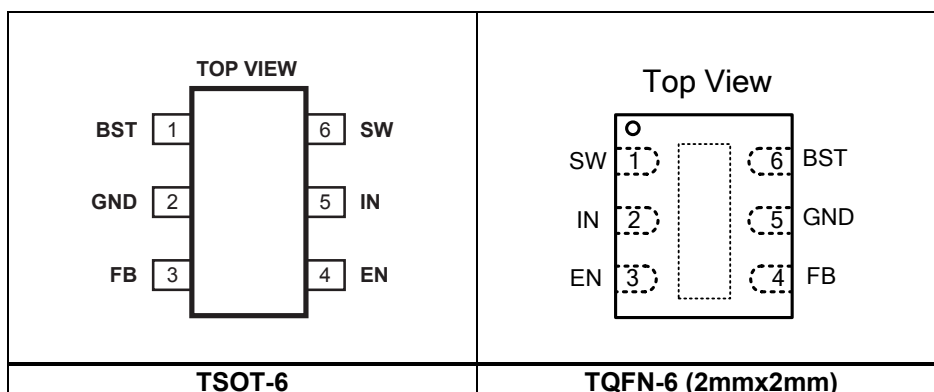 TOP VIEW
BST 1 6 SW
GND 2 5 IN
FB 3 4 EN
TSOT-6
Top View
SW 1 6 BST
IN 2 5 GND
EN 3 4 FB
TQFN-6 (2mmx2mm)